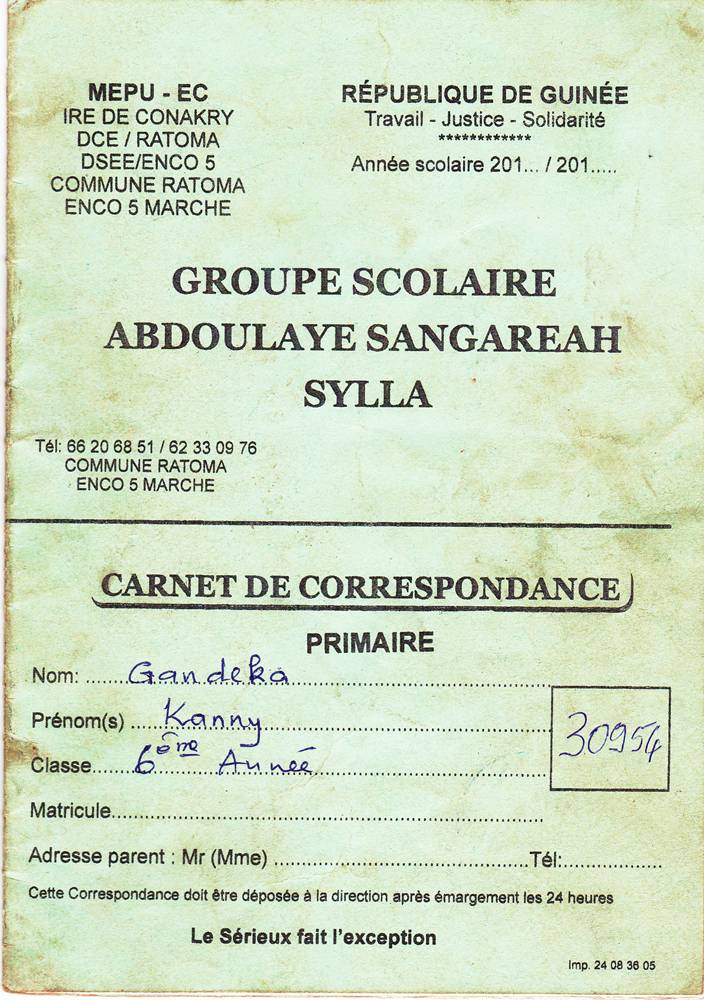 MEPU - EC
IRE DE CONAKRY
DCE / RATOMA
DSEE/ENCO 5
COMMUNE RATOMA
ENCO 5 MARCHE
RÉPUBLIQUE DE GUINÉE
Travail - Justice - Solidarité
************
Année scolaire 201... / 201.....
GROUPE SCOLAIRE
ABDOULAYE SANGAREAH
SYLLA
Tél: 66 20 68 51 / 62 33 09 76
COMMUNE RATOMA
ENCO 5 MARCHE
CARNET DE CORRESPONDANCE
PRIMAIRE
Nom: ......Gandeka......
Prénom(s) ...Kanny......
30954
Classe......6ème Année......
Matricule......
Adresse parent : Mr (Mme) ......Tél:......
Cette Correspondance doit être déposée à la direction après émargement les 24 heures
Le Sérieux fait l'exception
Imp. 24 08 36 05